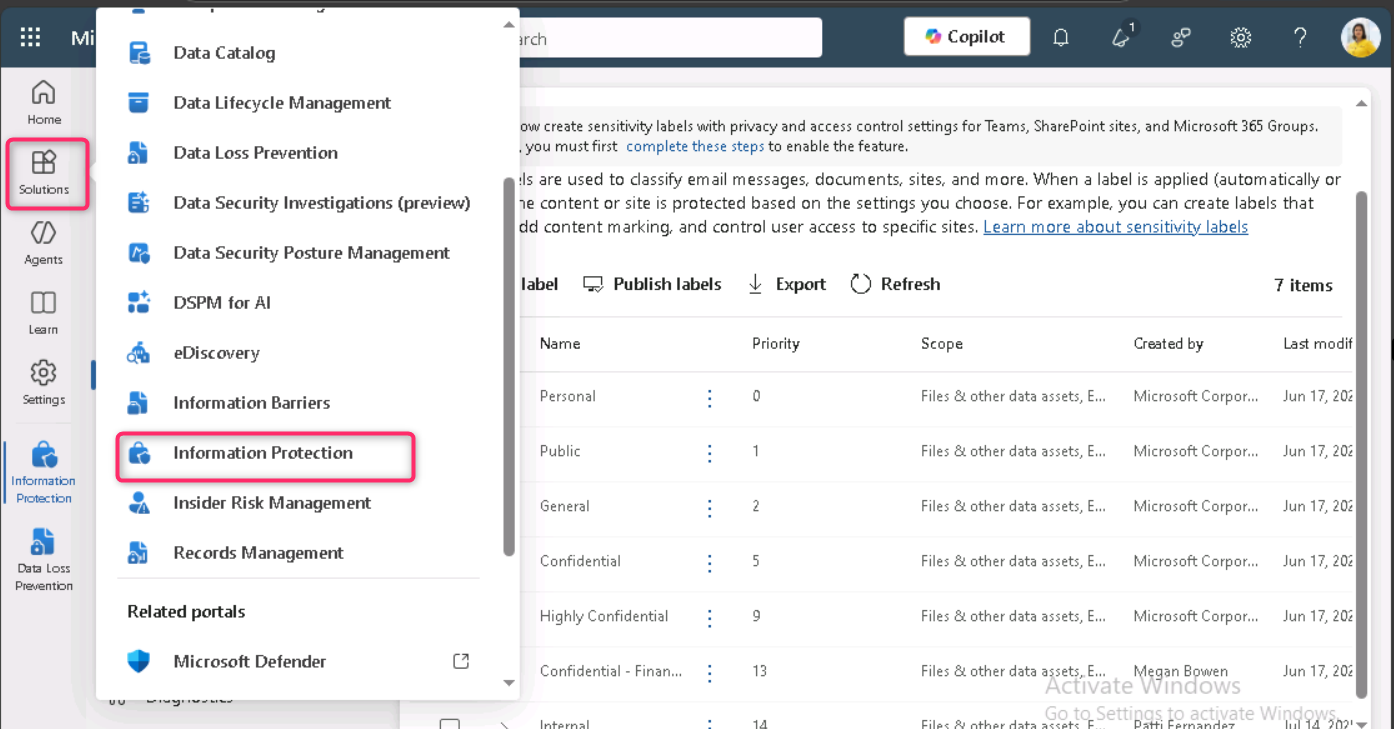 Mi
arch
Copilot
1
Home
Solutions
Agents
Learn
Settings
Information
Protection
Data Loss
Prevention
Data Catalog
Data Lifecycle Management
Data Loss Prevention
Data Security Investigations (preview)
Data Security Posture Management
DSPM for AI
eDiscovery
Information Barriers
Information Protection
Insider Risk Management
Records Management
Related portals
Microsoft Defender
Diagnostics
ow create sensitivity labels with privacy and access control settings for Teams, SharePoint sites, and Microsoft 365 Groups.
, you must first complete these steps to enable the feature.
els are used to classify email messages, documents, sites, and more. When a label is applied (automatically or
he content or site is protected based on the settings you choose. For example, you can create labels that
dd content marking, and control user access to specific sites. Learn more about sensitivity labels
label Publish labels Export Refresh 7 items
Name Priority Scope Created by Last modif
Personal 0 Files & other data assets, E... Microsoft Corpor... Jun 17, 202
Public 1 Files & other data assets, E... Microsoft Corpor... Jun 17, 202
General 2 Files & other data assets, E... Microsoft Corpor... Jun 17, 202
Confidential 5 Files & other data assets, E... Microsoft Corpor... Jun 17, 202
Highly Confidential 9 Files & other data assets, E... Microsoft Corpor... Jun 17, 202
Confidential - Finan... 13 Files & other data assets, E... Megan Bowen Jun 17, 202
Internal 14 Files & other data assets, E... Patti Fernandez Jul 14, 202
Activate Windows
Go to Settings to activate Windows.